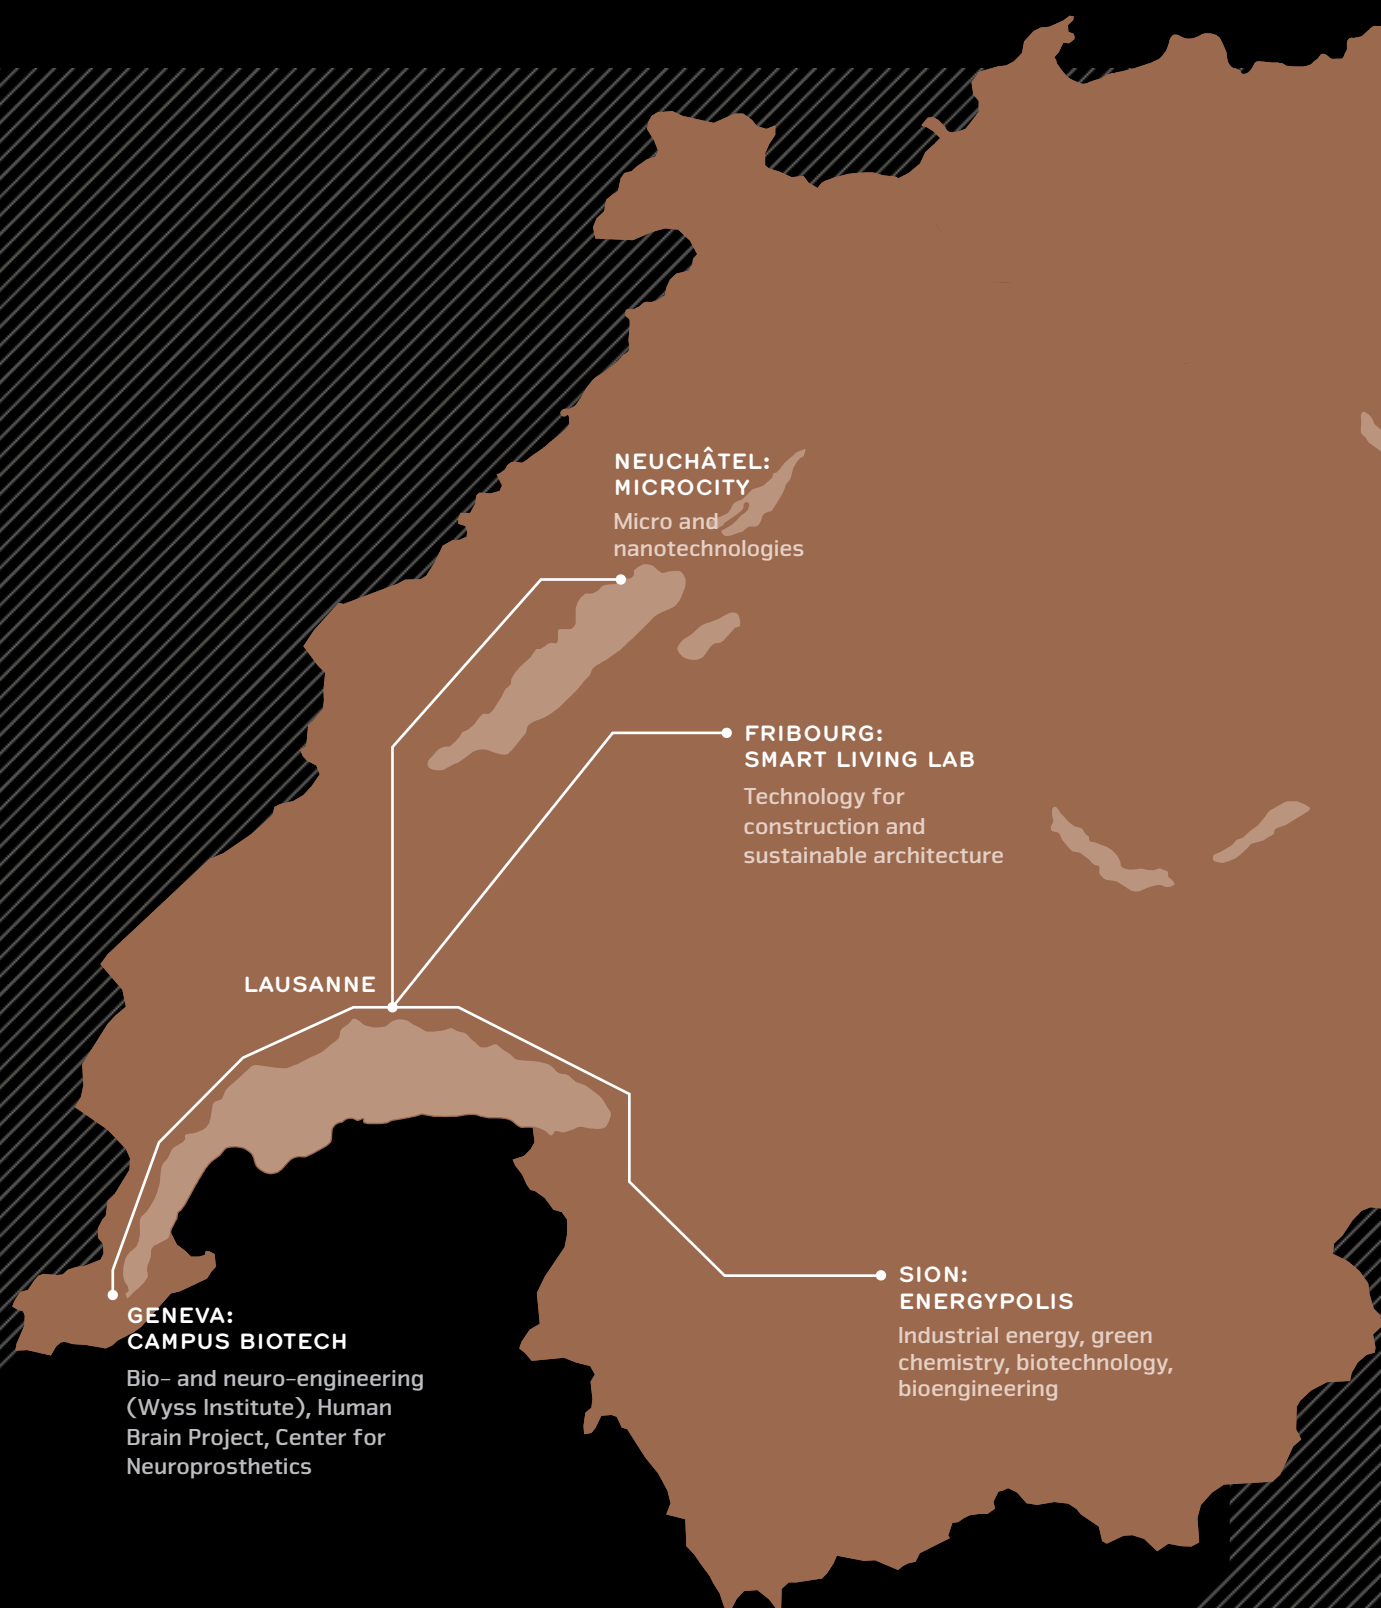 NEUCHÂTEL:
MICROCITY
Micro and
nanotechnologies
FRIBOURG:
SMART LIVING LAB
Technology for
construction and
sustainable architecture
LAUSANNE
SION:
ENERGYPOLIS
Industrial energy, green
chemistry, biotechnology,
bioengineering
GENEVA:
CAMPUS BIOTECH
Bio- and neuro-engineering
(Wyss Institute), Human
Brain Project, Center for
Neuroprosthetics